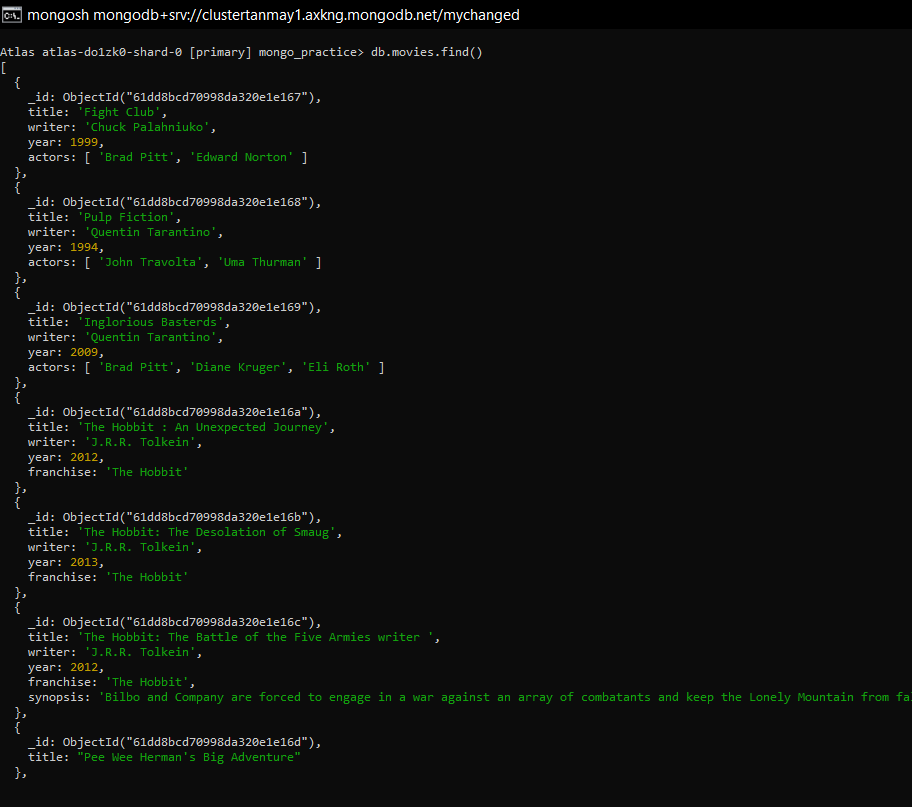 mongosh mongodb+srv://clustertanmay1.axkng.mongodb.net/mychanged
Atlas atlas-do1zk0-shard-0 [primary] mongo_practice> db.movies.find()
[
  {
    _id: ObjectId("61dd8bcd70998da320e1e167"),
    title: 'Fight Club',
    writer: 'Chuck Palahniuko',
    year: 1999,
    actors: [ 'Brad Pitt', 'Edward Norton' ]
  },
  {
    _id: ObjectId("61dd8bcd70998da320e1e168"),
    title: 'Pulp Fiction',
    writer: 'Quentin Tarantino',
    year: 1994,
    actors: [ 'John Travolta', 'Uma Thurman' ]
  },
  {
    _id: ObjectId("61dd8bcd70998da320e1e169"),
    title: 'Inglorious Basterds',
    writer: 'Quentin Tarantino',
    year: 2009,
    actors: [ 'Brad Pitt', 'Diane Kruger', 'Eli Roth' ]
  },
  {
    _id: ObjectId("61dd8bcd70998da320e1e16a"),
    title: 'The Hobbit : An Unexpected Journey',
    writer: 'J.R.R. Tolkein',
    year: 2012,
    franchise: 'The Hobbit'
  },
  {
    _id: ObjectId("61dd8bcd70998da320e1e16b"),
    title: 'The Hobbit: The Desolation of Smaug',
    writer: 'J.R.R. Tolkein',
    year: 2013,
    franchise: 'The Hobbit'
  },
  {
    _id: ObjectId("61dd8bcd70998da320e1e16c"),
    title: 'The Hobbit: The Battle of the Five Armies writer ',
    writer: 'J.R.R. Tolkein',
    year: 2012,
    franchise: 'The Hobbit',
    synopsis: 'Bilbo and Company are forced to engage in a war against an array of combatants and keep the Lonely Mountain from fal
  },
  {
    _id: ObjectId("61dd8bcd70998da320e1e16d"),
    title: "Pee Wee Herman's Big Adventure"
  },